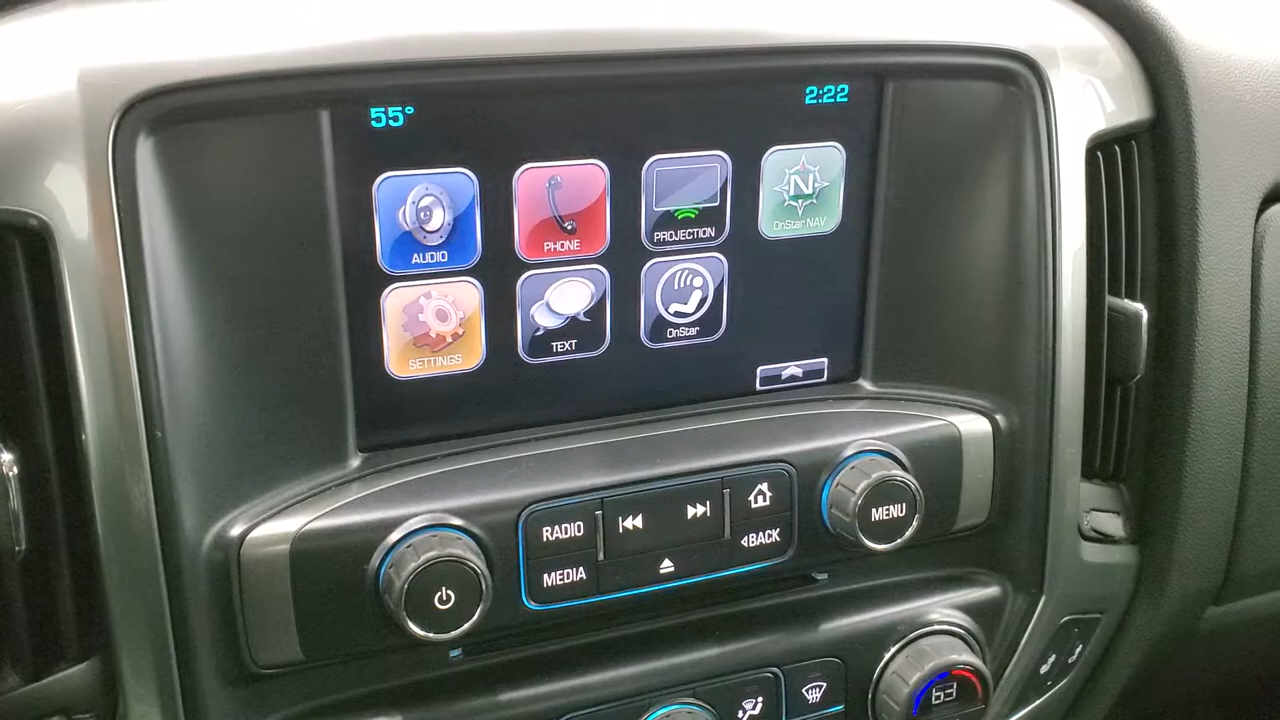 55°
2:22
AUDIO
PHONE
PROJECTION
N
OnStar NAV
SETTINGS
TEXT
OnStar
RADIO
MEDIA
BACK
MENU
63